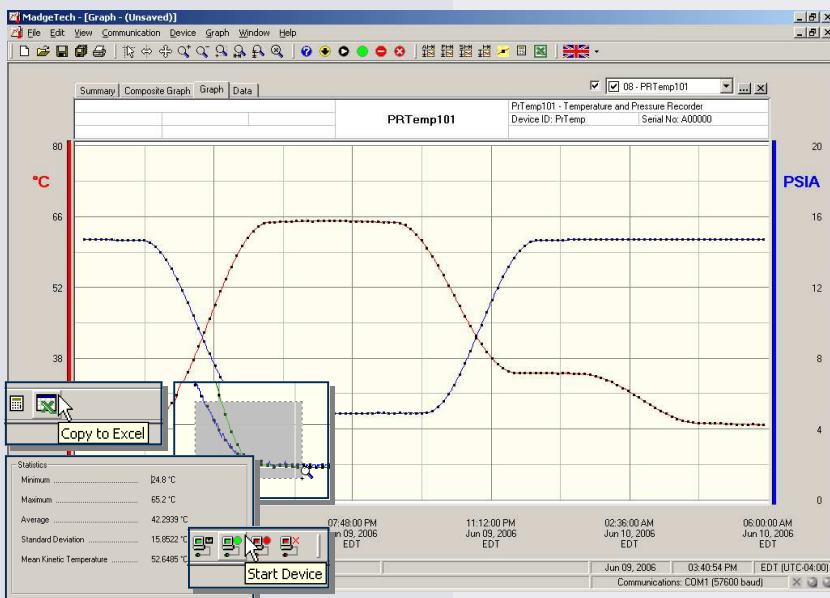 MadgeTech - [Graph - (Unsaved)]
File Edit View Communication Device Graph Window Help
Summary Composite Graph Graph Data
08 - PRTemp101
PRTemp101
PrTemp101 - Temperature and Pressure Recorder
Device ID: PrTemp Serial No: A00000
80
°C
66
52
38
20
PSIA
16
12
8
4
0
Copy to Excel
Statistics
Minimum 24.8 °C
Maximum 65.2 °C
Average 42.2939 °C
Standard Deviation 15.8522 °C
Mean Kinetic Temperature 52.6485 °C
Start Device
07:48:00 PM
Jun 09, 2006
EDT
11:12:00 PM
Jun 09, 2006
EDT
02:36:00 AM
Jun 10, 2006
EDT
06:00:00 AM
Jun 10, 2006
EDT
Jun 09, 2006 03:40:54 PM EDT (UTC-04:00)
Communications: COM1 (57600 baud)